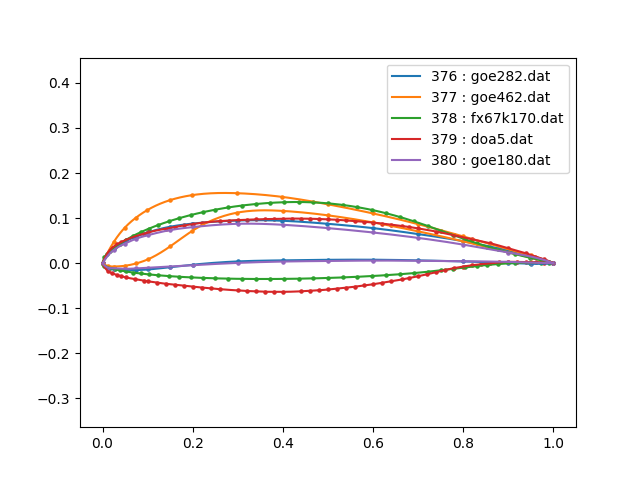 376 : goe282.dat
377 : goe462.dat
378 : fx67k170.dat
379 : doa5.dat
380 : goe180.dat
0.4
0.3
0.2
0.1
0.0
−0.1
−0.2
−0.3
0.0 0.2 0.4 0.6 0.8 1.0